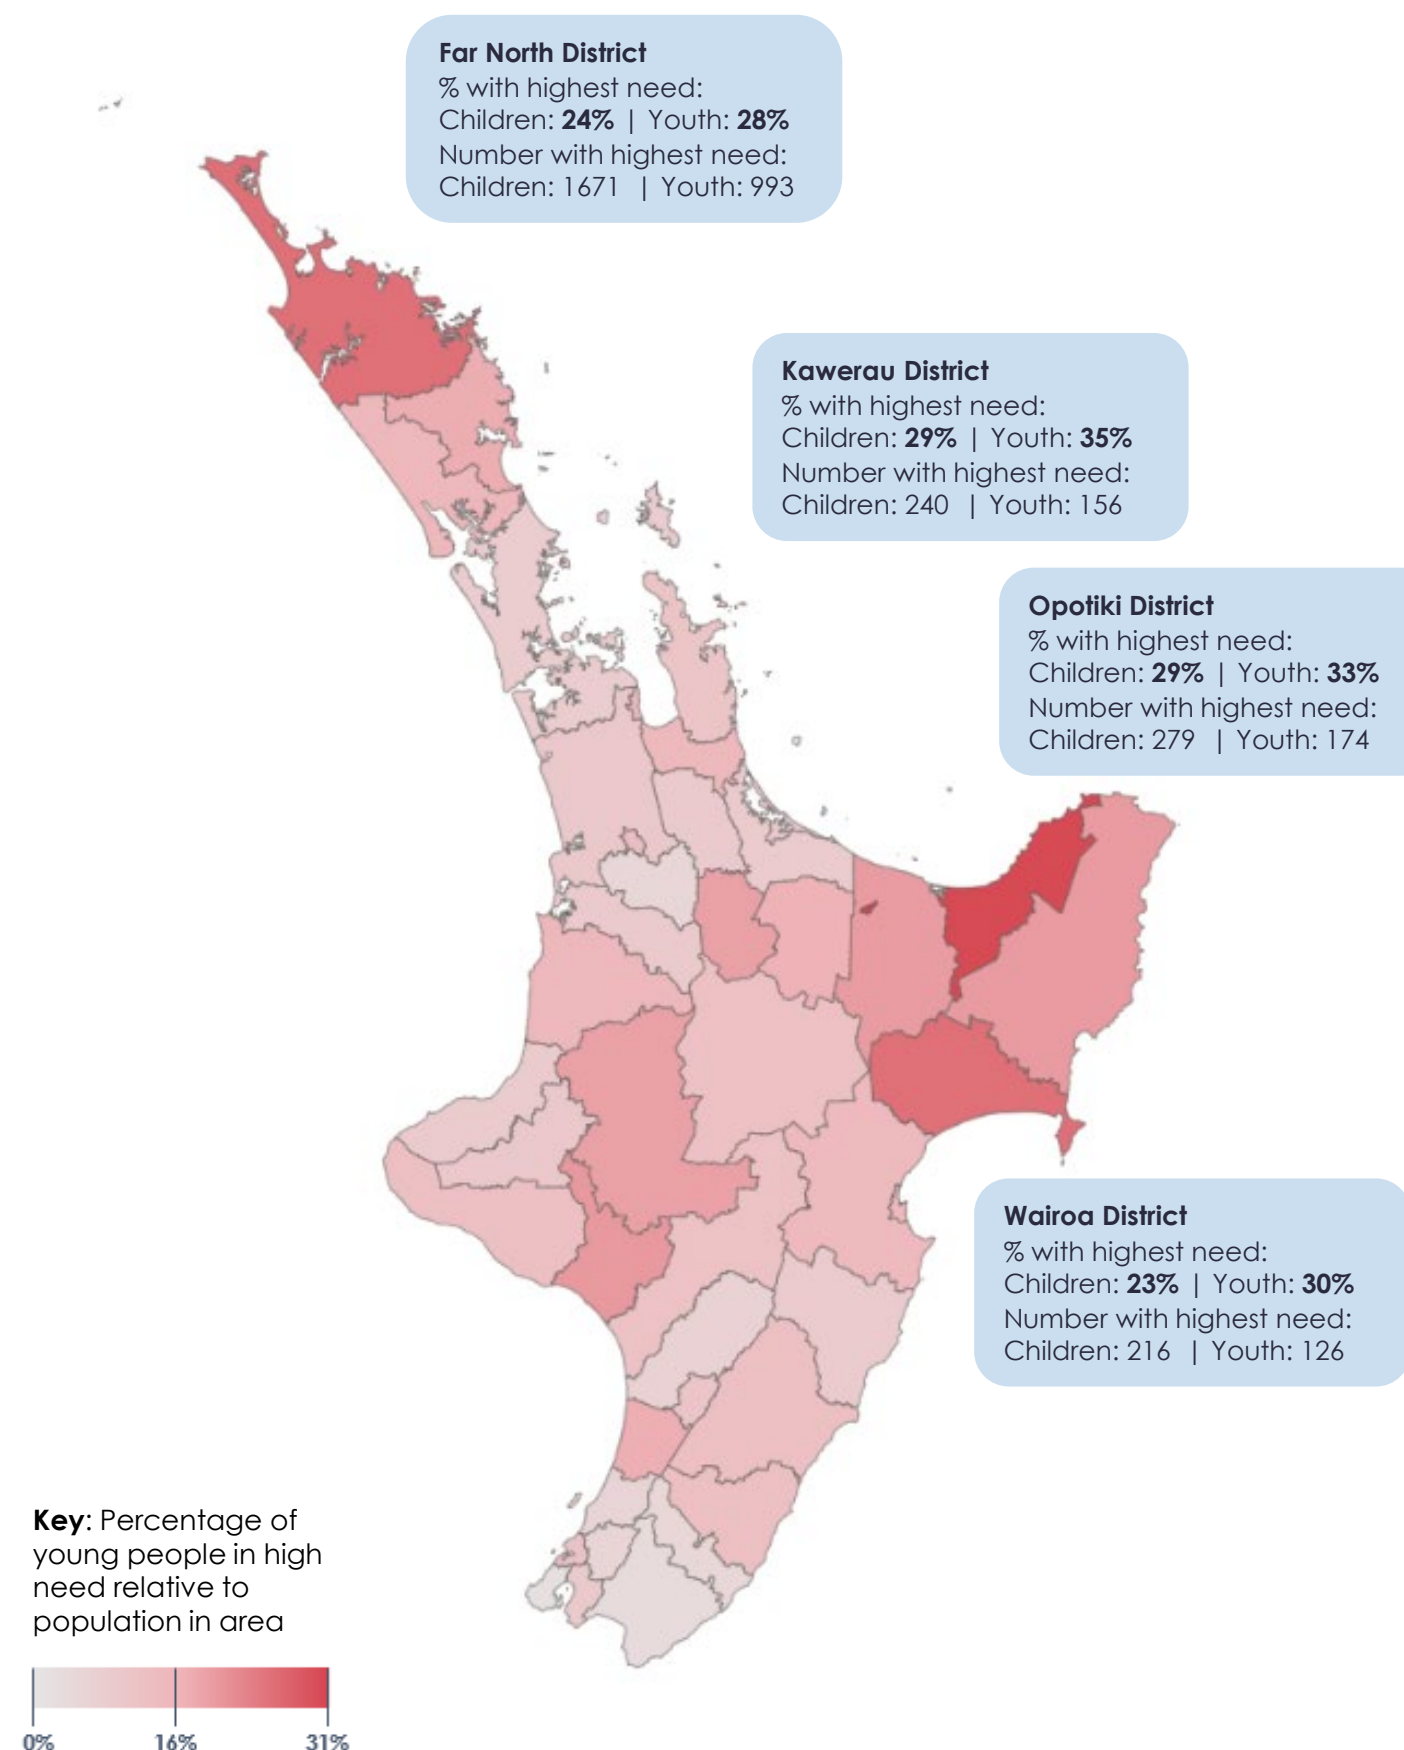 Far North District
% with highest need:
Children: 24% | Youth: 28%
Number with highest need:
Children: 1671 | Youth: 993
Kawerau District
% with highest need:
Children: 29% | Youth: 35%
Number with highest need:
Children: 240 | Youth: 156
Opotiki District
% with highest need:
Children: 29% | Youth: 33%
Number with highest need:
Children: 279 | Youth: 174
Wairoa District
% with highest need:
Children: 23% | Youth: 30%
Number with highest need:
Children: 216 | Youth: 126
Key: Percentage of
young people in high
need relative to
population in area
0% 16% 31%